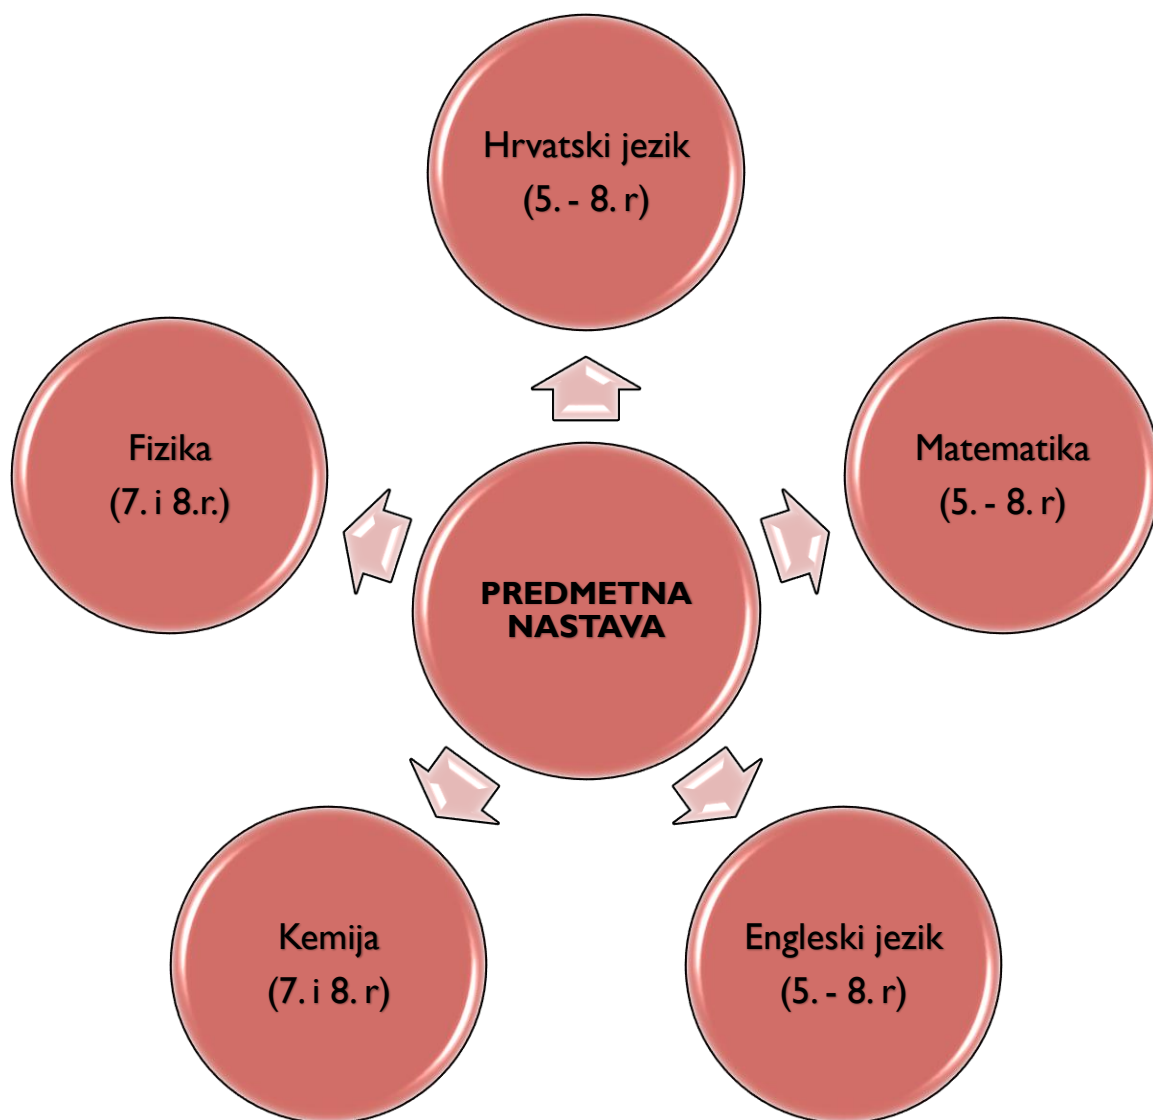 Hrvatski jezik
(5. - 8. r)
Fizika
(7. i 8.r.)
Matematika
(5. - 8. r)
PREDMETNA
NASTAVA
Kemija
(7. i 8. r)
Engleski jezik
(5. - 8. r)